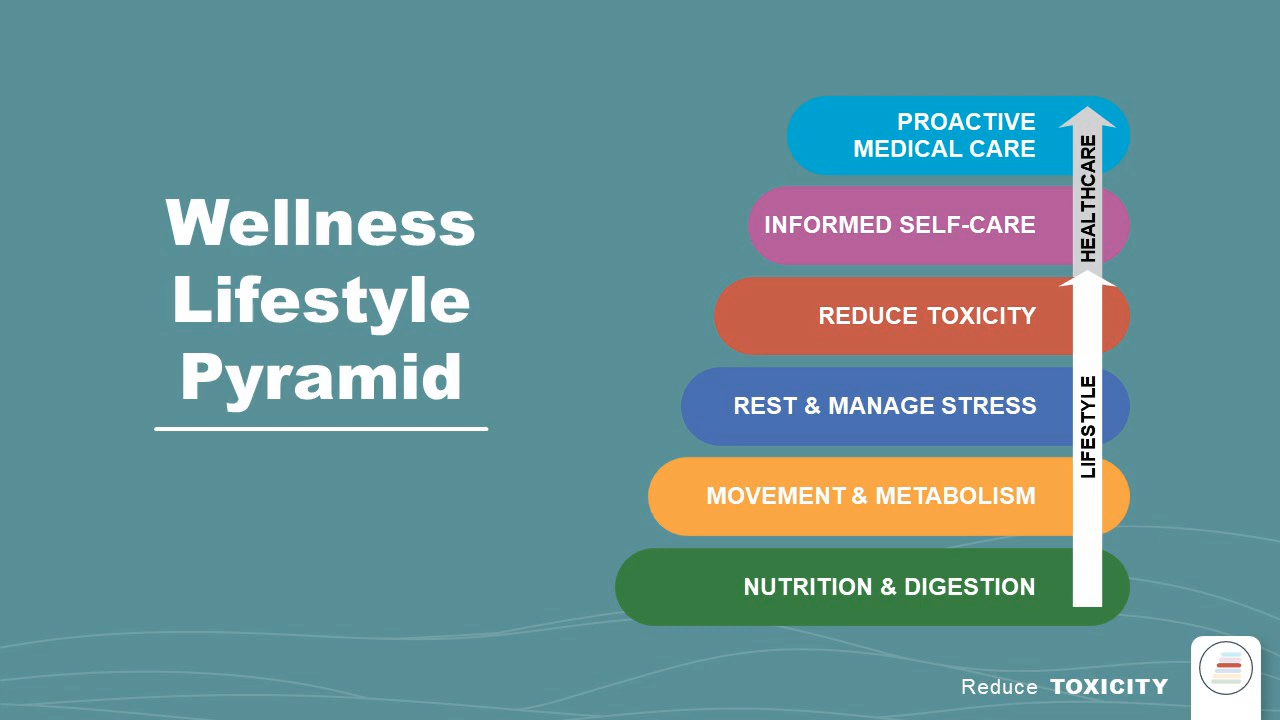 Wellness
Lifestyle
Pyramid
PROACTIVE
MEDICAL CARE
INFORMED SELF-CARE
REDUCE TOXICITY
REST & MANAGE STRESS
MOVEMENT & METABOLISM
NUTRITION & DIGESTION
HEALTHCARE
LIFESTYLE
Reduce TOXICITY